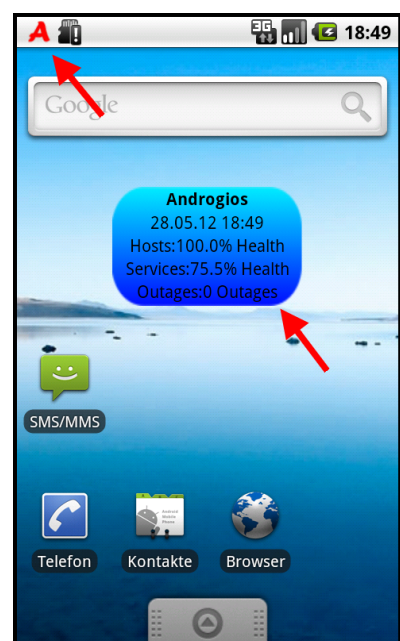 A
3G
18:49
Google
Androgios
28.05.12 18:49
Hosts:100.0% Health
Services:75.5% Health
Outages:0 Outages
SMS/MMS
Telefon
Kontakte
Browser